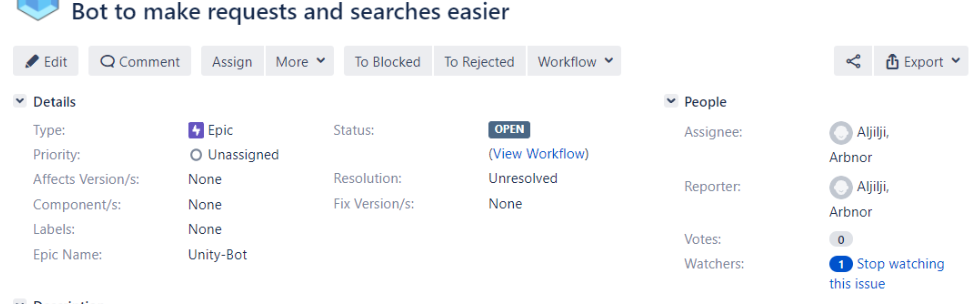 Bot to make requests and searches easier
Edit Comment Assign More To Blocked To Rejected Workflow Export
Details
Type: Epic
Priority: Unassigned
Affects Version/s: None
Component/s: None
Labels: None
Epic Name: Unity-Bot
Status: OPEN
(View Workflow)
Resolution: Unresolved
Fix Version/s: None
People
Assignee: Aljilji,
Arbnor
Reporter: Aljilji,
Arbnor
Votes: 0
Watchers: 1 Stop watching
this issue